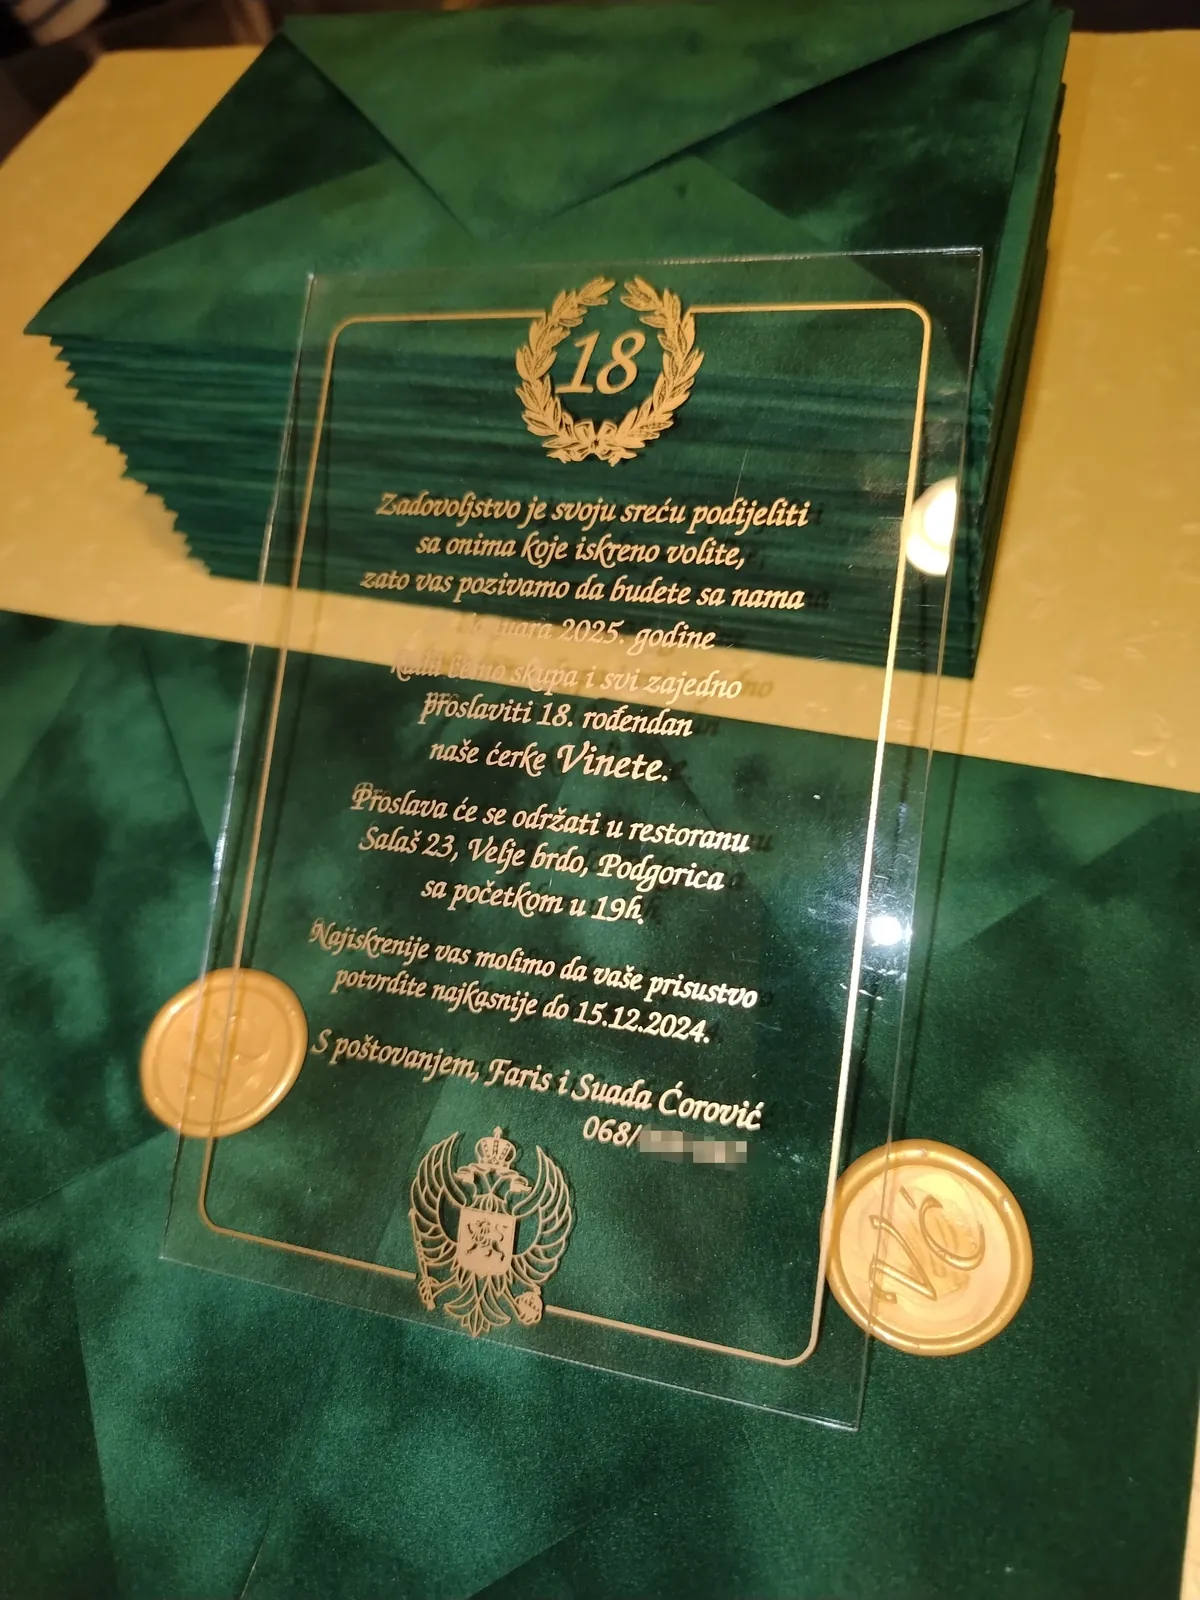 18
Zadovoljstvo je svoju sreću podijeliti
sa onima koje iskreno volite,
zato vas pozivamo da budete sa nama
2025. godine
ćemo skupa i svi zajedno
proslaviti 18. rođendan
naše ćerke Vinete.
Proslava će se održati u restoranu
Salaš 23, Velje brdo, Podgorica
sa početkom u 19h.
Najiskrenije vas molimo da vaše prisustvo
potvrdite najkasnije do 15.12.2024.
S poštovanjem, Faris i Suada Ćorović
068/
VĆ